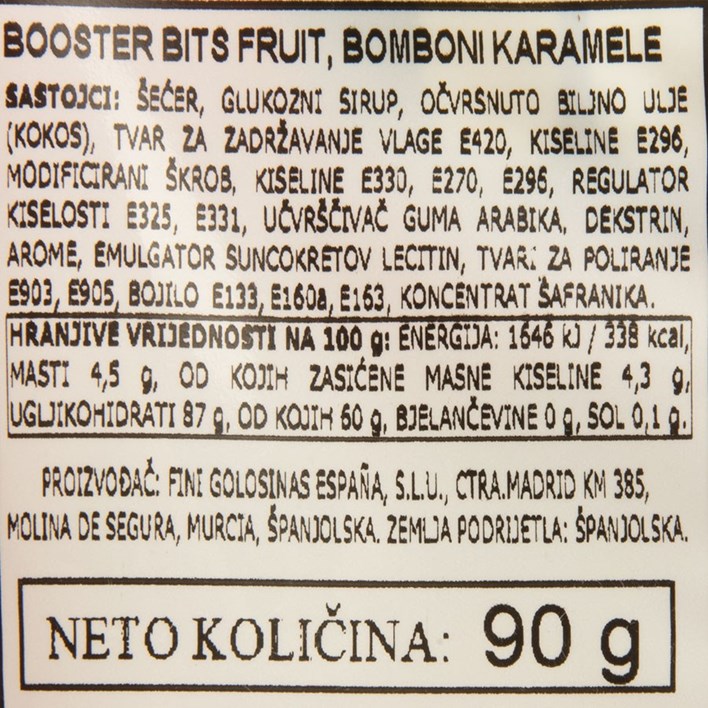 BOOSTER BITS FRUIT, BOMBONI KARAMELE
SASTOJCI: ŠEĆER, GLUKOZNI SIRUP, OČVRSNUTO BILJNO ULJE
(KOKOS), TVAR ZA ZADRŽAVANJE VLAGE E420, KISELINE E296,
MODIFICIRANI ŠKROB, KISELINE E330, E270, E296, REGULATOR
KISELOSTI E325, E331, UČVRŠČIVAČ GUMA ARABIKA, DEKSTRIN,
AROME, EMULGATOR SUNCOKRETOV LECITIN, TVARI ZA POLIRANJE
E903, E905, BOJILO E133, E160a, E163, KONCENTRAT ŠAFRANIKA.
HRANJIVE VRIJEDNOSTI NA 100 g: ENERGIJA: 1646 kJ / 338 kcal,
MASTI 4,5 g, OD KOJIH ZASIĆENE MASNE KISELINE 4,3 g,
UGLJIKOHIDRATI 87 g, OD KOJIH 60 g, BJELANČEVINE 0 g, SOL 0,1 g.
PROIZVOĐAČ: FINI GOLOSINAS ESPAÑA, S.L.U., CTRA.MADRID KM 385,
MOLINA DE SEGURA, MURCIA, ŠPANJOLSKA. ZEMLJA PODRIJETLA: ŠPANJOLSKA.
NETO KOLIČINA: 90 g